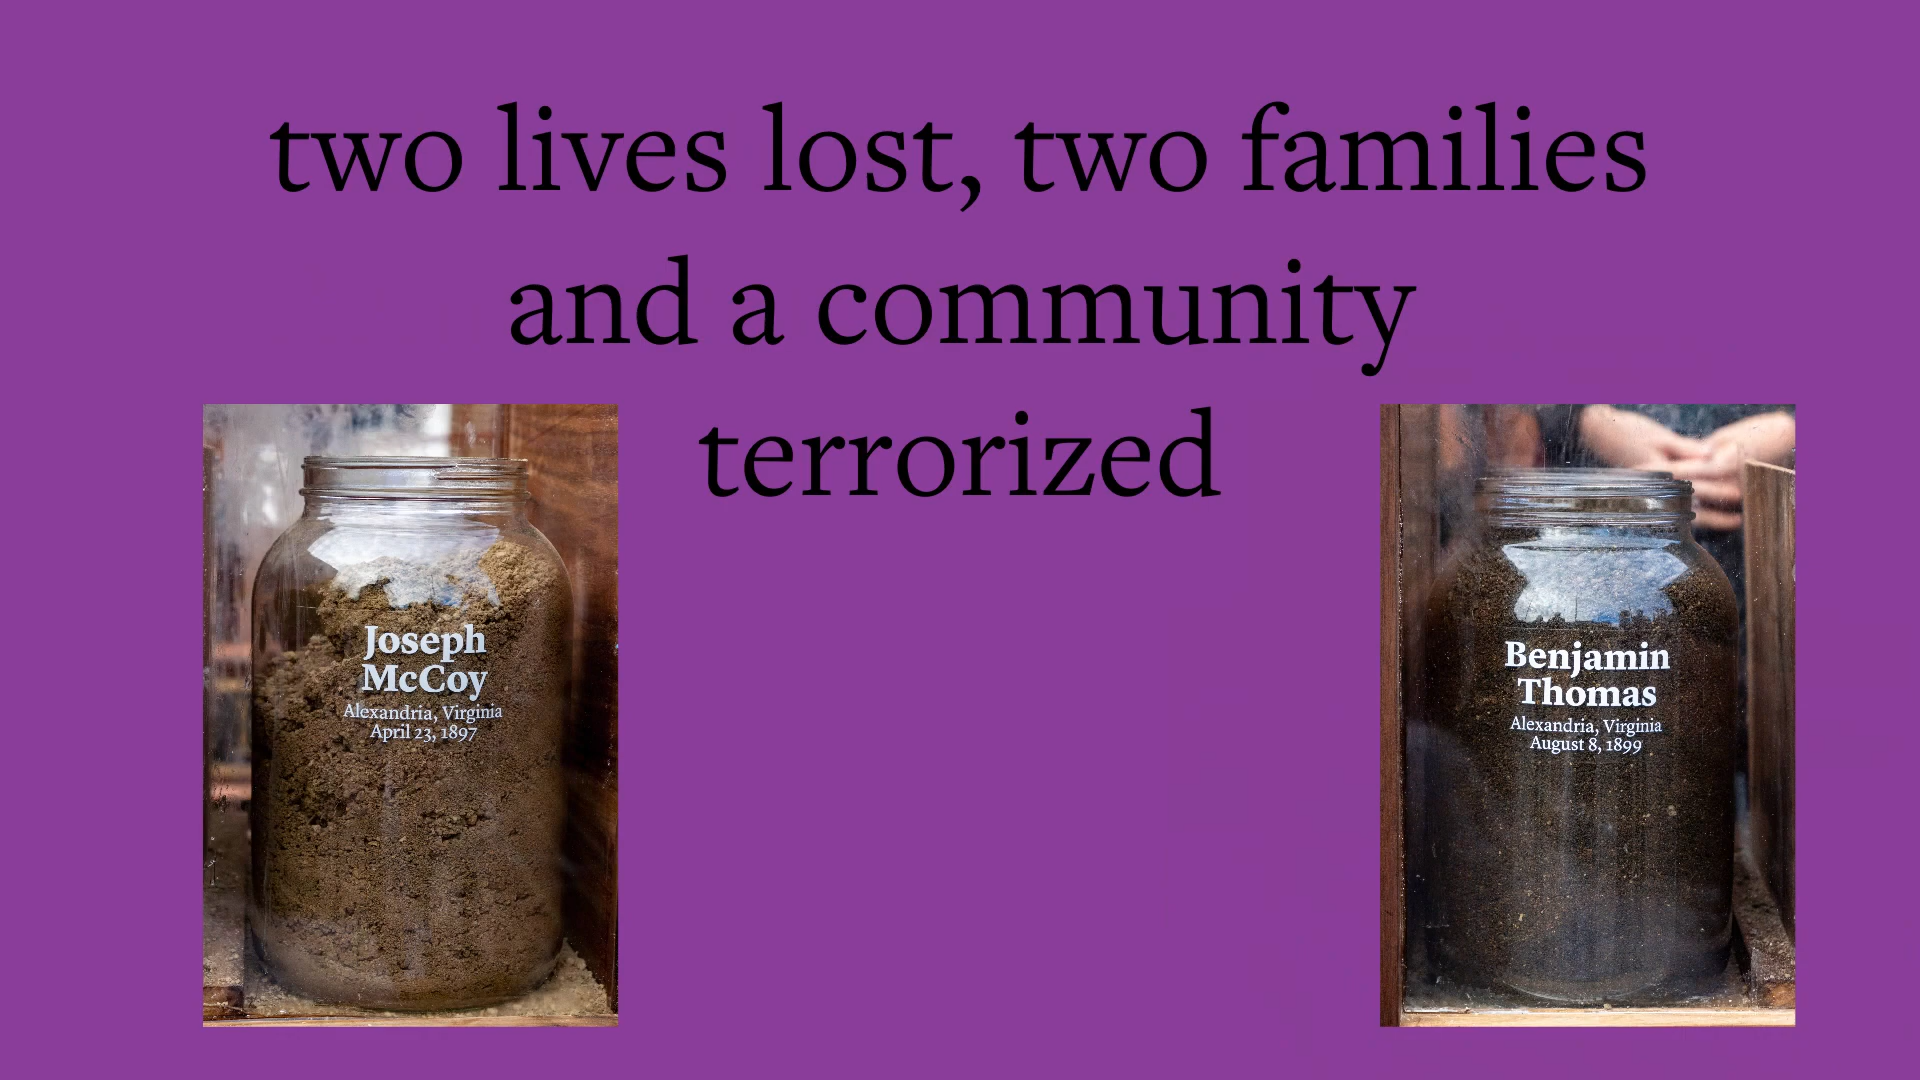 two lives lost, two families
and a community
terrorized
Joseph
McCoy
Alexandria, Virginia
April 23, 1897
Benjamin
Thomas
Alexandria, Virginia
August 8, 1899